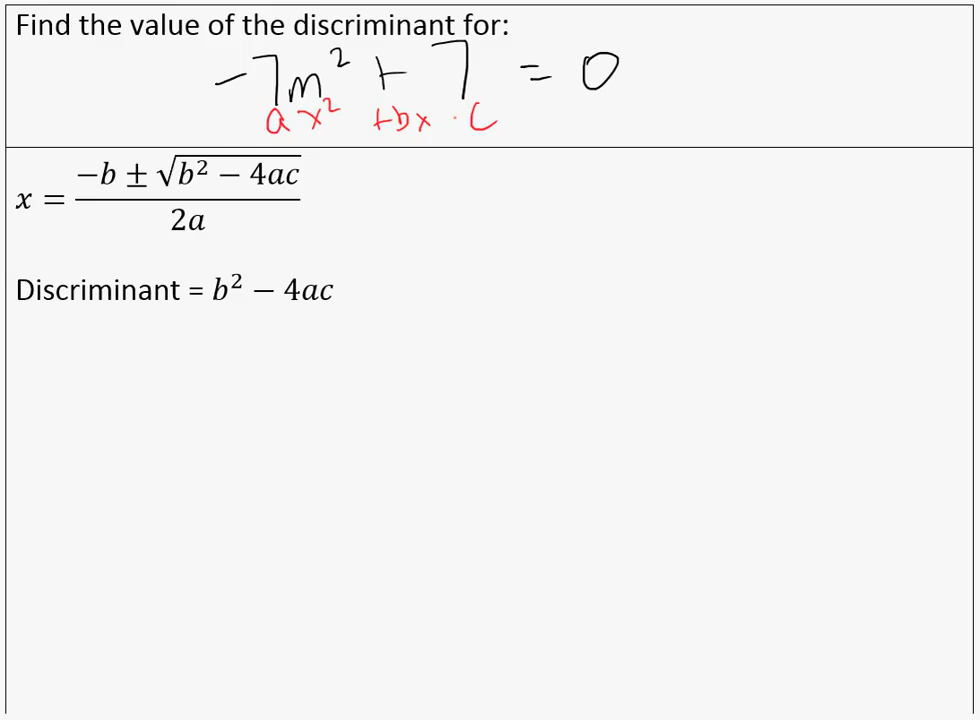 Find the value of the discriminant for:
-7m² + 7 = 0
ax² +bx · C
x = −b ± √b² − 4ac / 2a
Discriminant = b² − 4ac